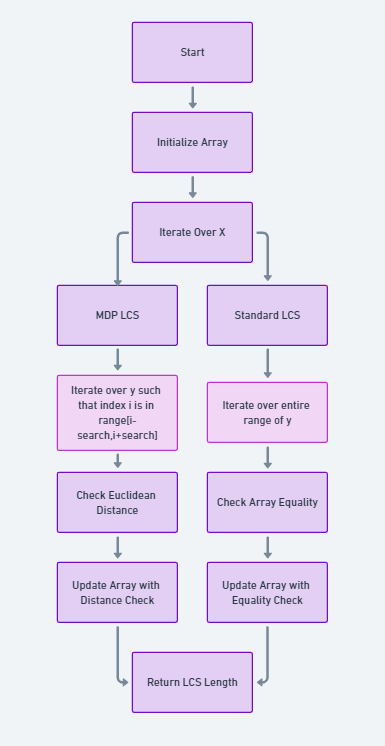 Start
Initialize Array
Iterate Over X
MDP LCS
Standard LCS
Iterate over y such
that index i is in
range[i-
search,i+search]
Iterate over entire
range of y
Check Euclidean
Distance
Check Array Equality
Update Array with
Distance Check
Update Array with
Equality Check
Return LCS Length